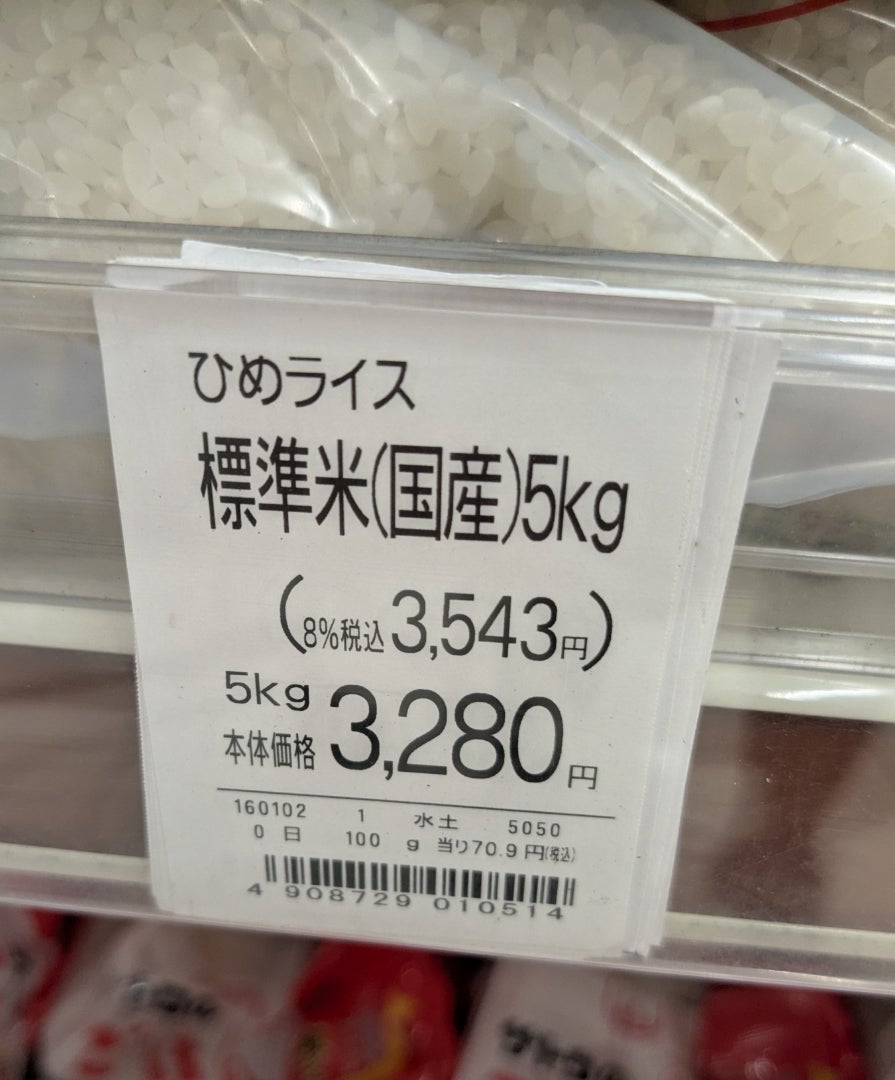 ひめライス
標準米(国産)5kg
(8%税込3,543円)
5kg
本体価格 3,280円
160102 1 水土 5050
0 日 100 g 当り70.9円(税込)
4 908729 010514